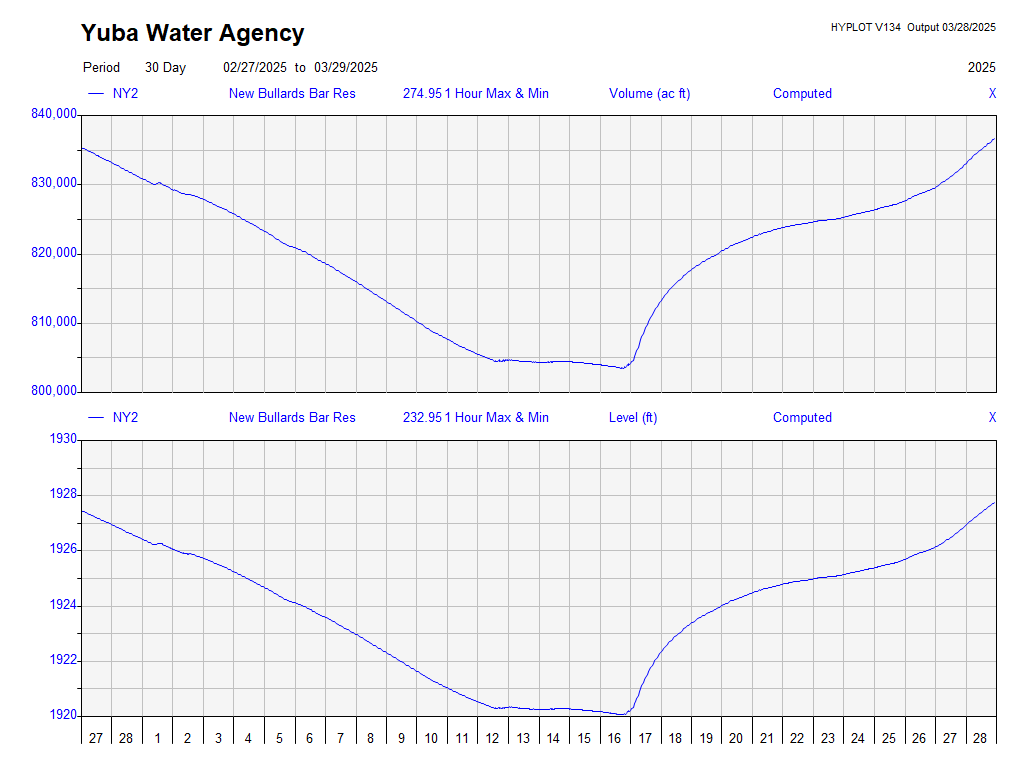 Yuba Water Agency
HYPLOT V134 Output 03/28/2025
Period 30 Day 02/27/2025 to 03/29/2025 2025
NY2 New Bullards Bar Res 274.95 1 Hour Max & Min Volume (ac ft) Computed X
840,000
830,000
820,000
810,000
800,000
NY2 New Bullards Bar Res 232.95 1 Hour Max & Min Level (ft) Computed X
1930
1928
1926
1924
1922
1920
27 28 1 2 3 4 5 6 7 8 9 10 11 12 13 14 15 16 17 18 19 20 21 22 23 24 25 26 27 28